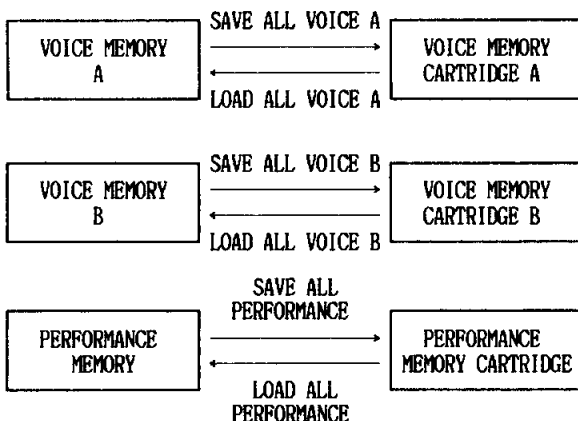 SAVE ALL VOICE A
VOICE MEMORY
A
VOICE MEMORY
CARTRIDGE A
LOAD ALL VOICE A
SAVE ALL VOICE B
VOICE MEMORY
B
VOICE MEMORY
CARTRIDGE B
LOAD ALL VOICE B
SAVE ALL
PERFORMANCE
PERFORMANCE
MEMORY
PERFORMANCE
MEMORY CARTRIDGE
LOAD ALL
PERFORMANCE